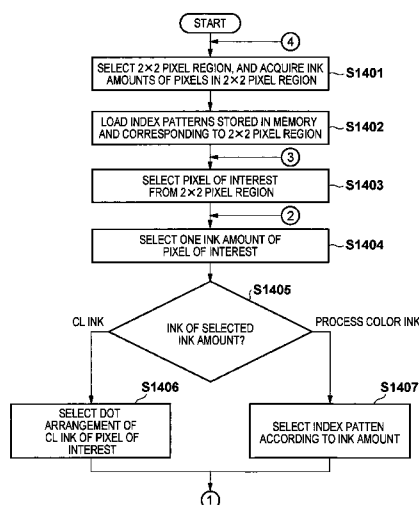 START
4
SELECT 2×2 PIXEL REGION, AND ACQUIRE INK
AMOUNTS OF PIXELS IN 2×2 PIXEL REGION
S1401
LOAD INDEX PATTERNS STORED IN MEMORY
AND CORRESPONDING TO 2×2 PIXEL REGION
S1402
3
SELECT PIXEL OF INTEREST
FROM 2×2 PIXEL REGION
S1403
2
SELECT ONE INK AMOUNT OF
PIXEL OF INTEREST
S1404
S1405
CL INK
INK OF SELECTED
INK AMOUNT?
PROCESS COLOR INK
S1406
SELECT DOT
ARRANGEMENT OF
CL INK OF PIXEL OF
INTEREST
S1407
SELECT INDEX PATTEN
ACCORDING TO INK AMOUNT
1